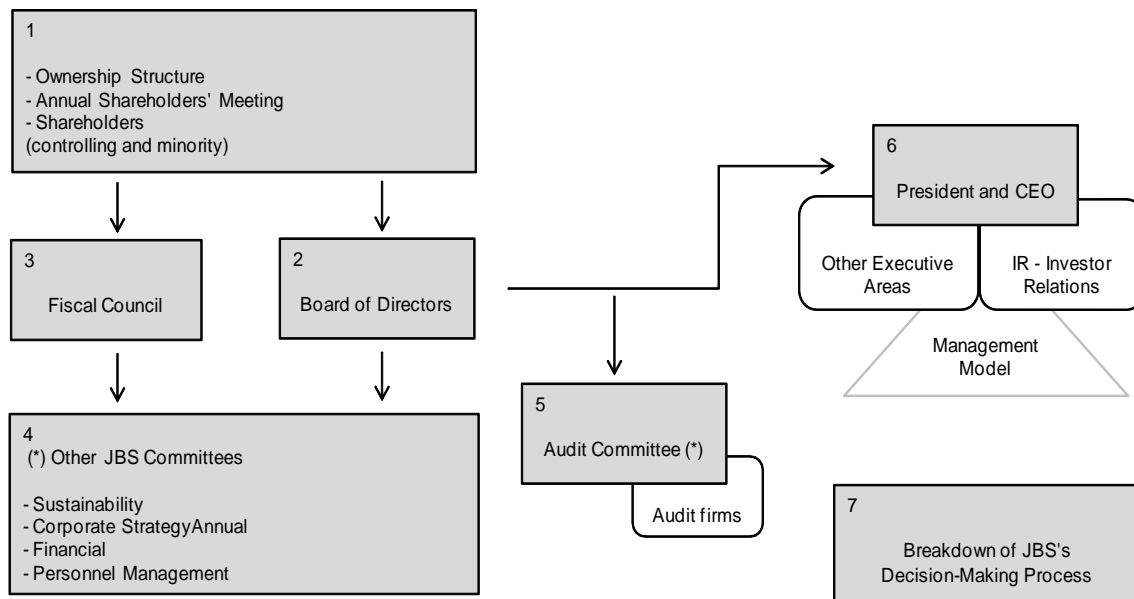 1
- Ownership Structure
- Annual Shareholders' Meeting
- Shareholders
(controlling and minority)
3
Fiscal Council
2
Board of Directors
4
(*) Other JBS Committees
- Sustainability
- Corporate StrategyAnnual
- Financial
- Personnel Management
5
Audit Committee (*)
Audit firms
6
President and CEO
Other Executive
Areas
IR - Investor
Relations
Management
Model
7
Breakdown of JBS's
Decision-Making Process